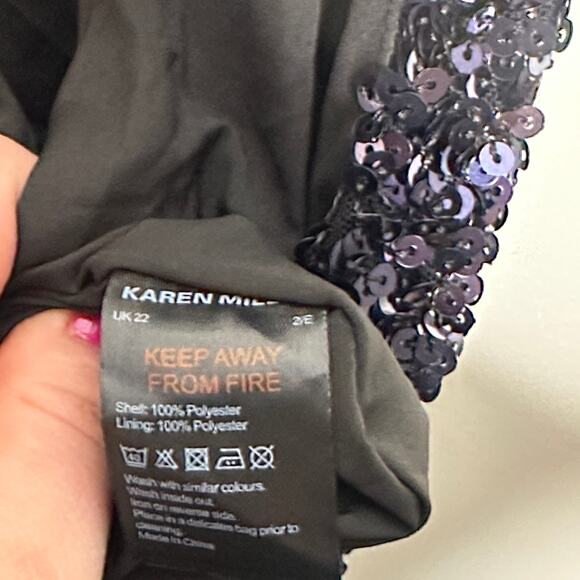 KAREN MIL
UK 22 2/E
KEEP AWAY
FROM FIRE
Shell: 100% Polyester
Lining: 100% Polyester
40
Wash with similar colours.
Wash inside out.
Iron on reverse side.
Place in a delicates bag prior to
cleaning.
Made in China